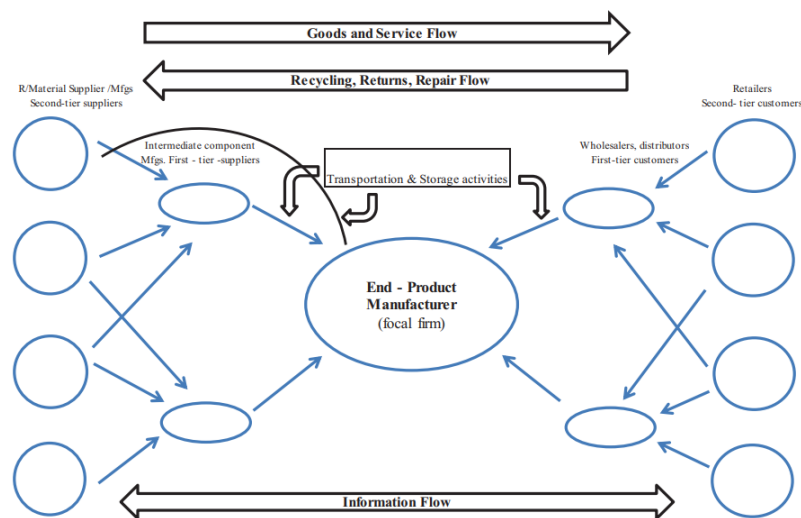 Goods and Service Flow
Recycling, Returns, Repair Flow
R/Material Supplier /Mfgs
Second-tier suppliers
Retailers
Second- tier customers
Intermediate component
Mfgs. First - tier -suppliers
Transportation & Storage activities
Wholesalers, distributors
First-tier customers
End - Product
Manufacturer
(focal firm)
Information Flow